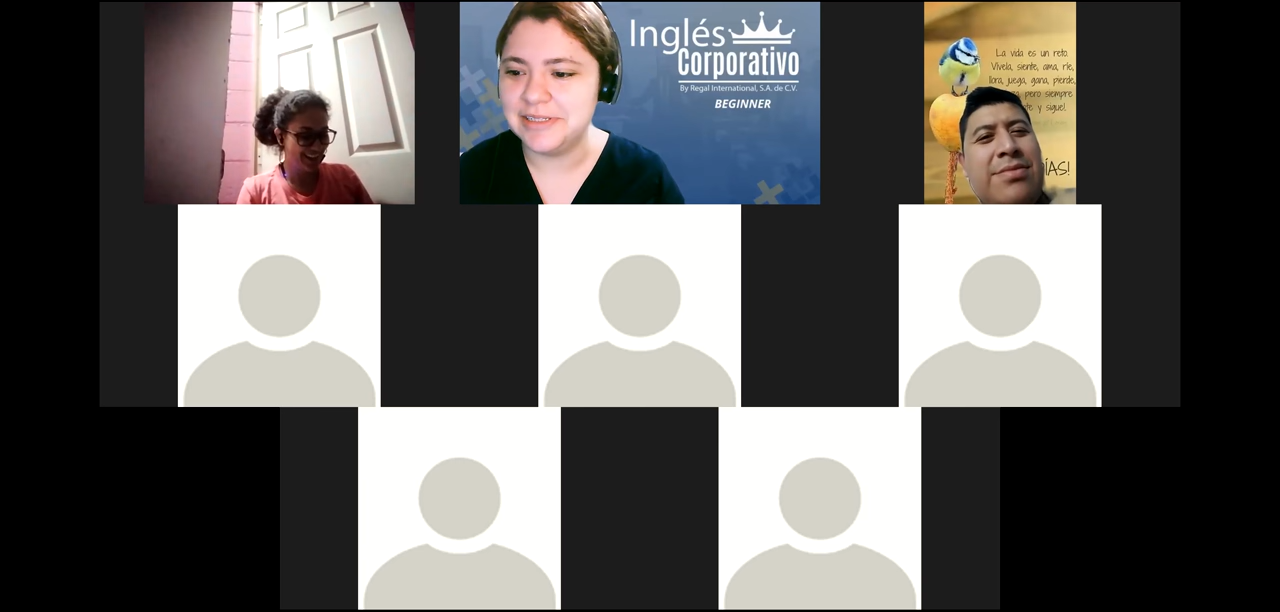 Inglés
Corporativo
By Regal International, S.A. de C.V.
BEGINNER
La vida es un reto.
Vívela, siente, ama, ríe,
llora, juega, gana, pierde,
pero siempre
y sigue!
ÍAS!